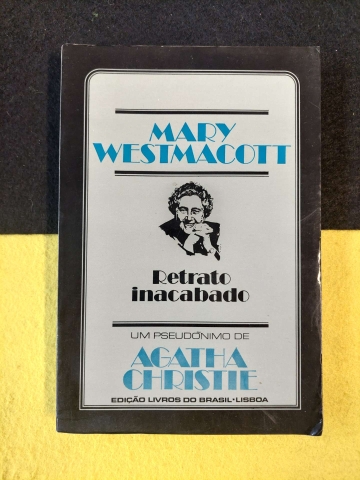 MARY
WESTMACOTT
Retrato
inacabado
UM PSEUDÓNIMO DE
AGATHA
CHRISTIE
EDIÇÃO LIVROS DO BRASIL·LISBOA